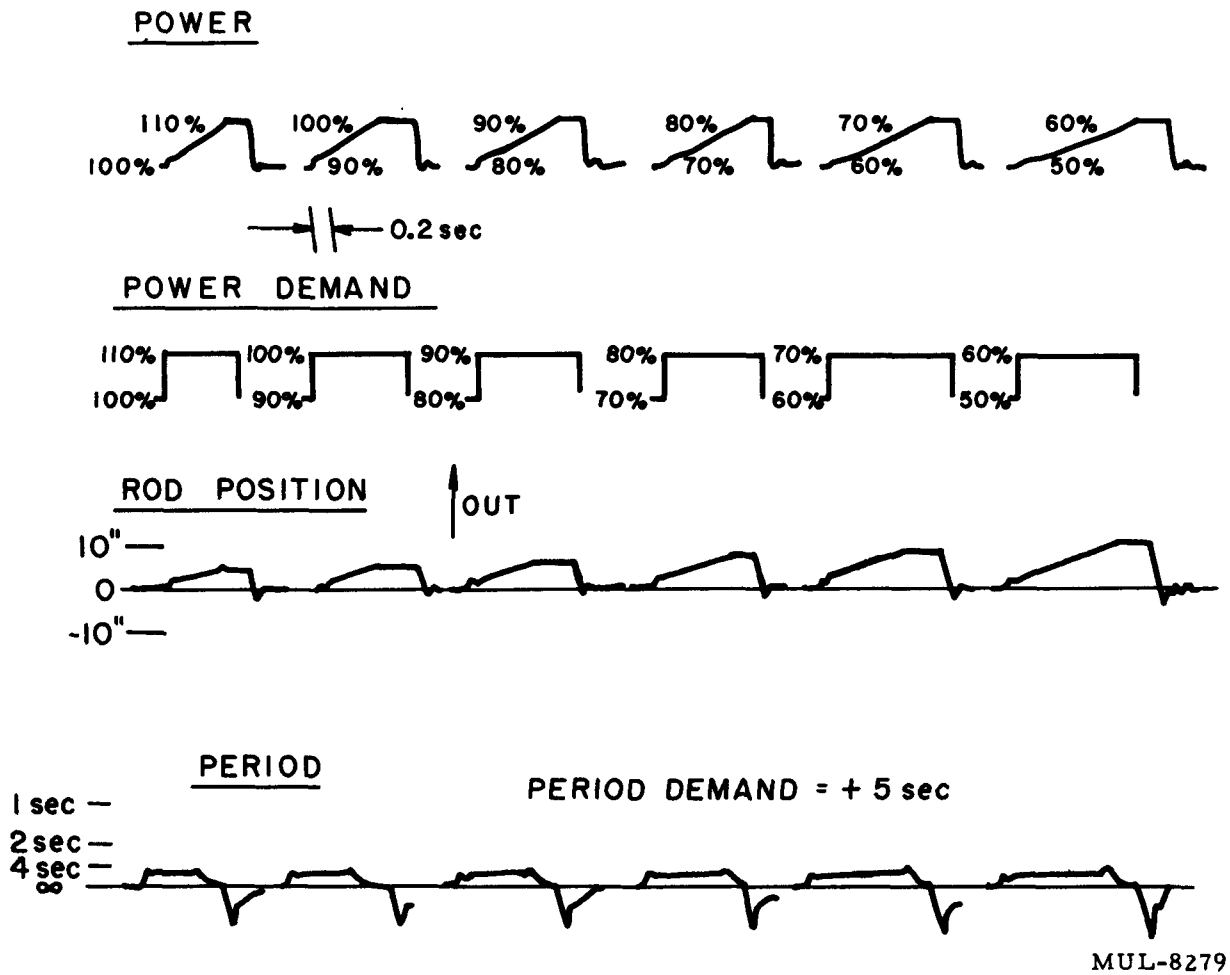 POWER
110% 100% 90% 80% 70% 60%
100% 90% 80% 70% 60% 50%
0.2 sec
POWER DEMAND
110% 100% 90% 80% 70% 60%
100% 90% 80% 70% 60% 50%
ROD POSITION
OUT
10"
0
-10"
PERIOD
PERIOD DEMAND = + 5 sec
1 sec
2 sec
4 sec
∞
MUL-8279